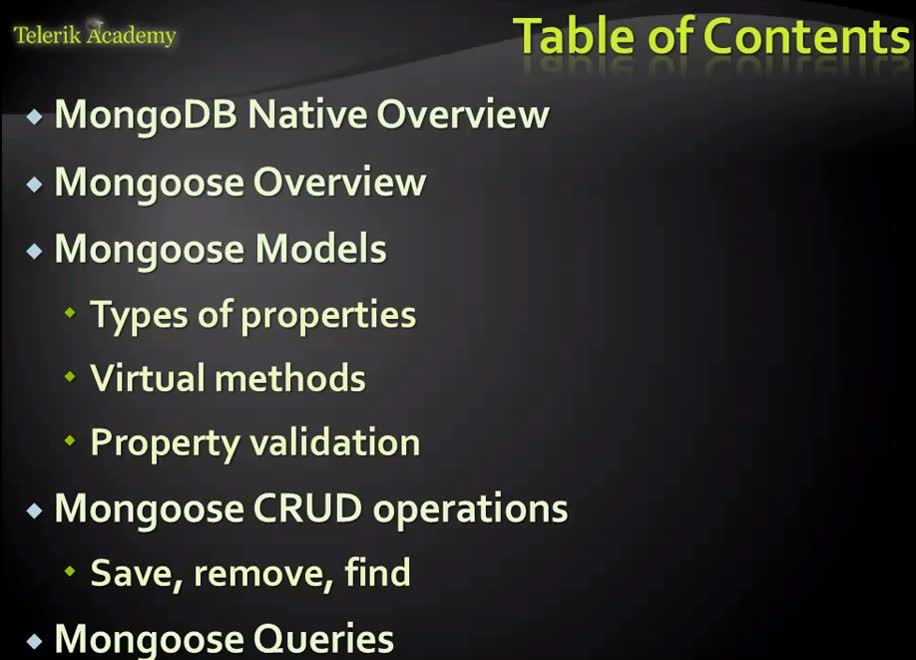 Telerik Academy
Table of Contents
MongoDB Native Overview
Mongoose Overview
Mongoose Models
Types of properties
Virtual methods
Property validation
Mongoose CRUD operations
Save, remove, find
Mongoose Queries